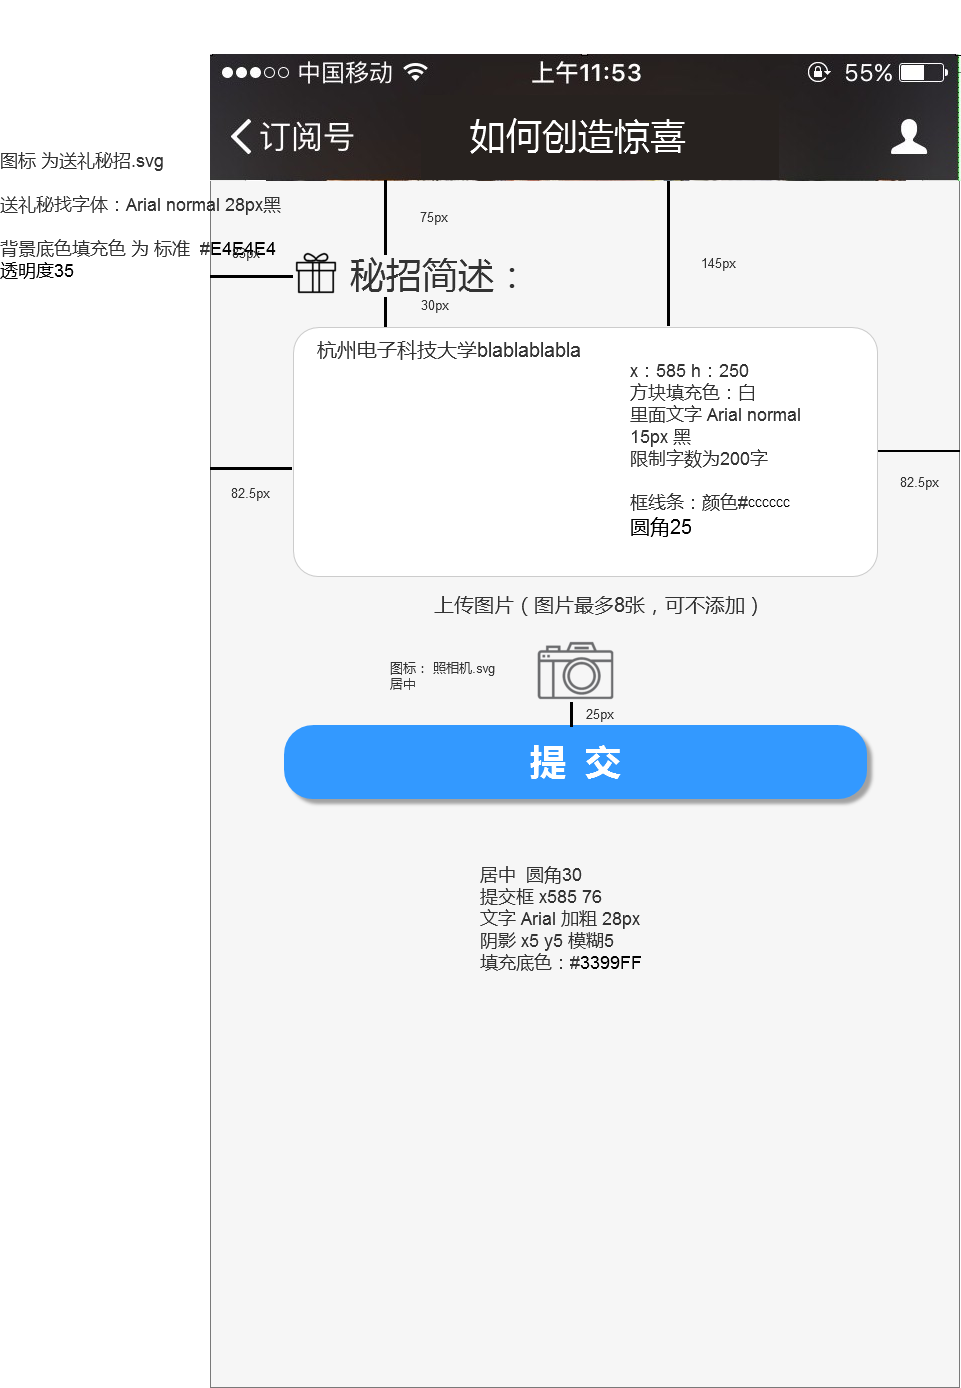 中国移动
上午11:53
55%
订阅号
如何创造惊喜
图标 为送礼秘招.svg
送礼秘找字体：Arial normal 28px黑
背景底色填充色 为 标准 #E4E4E4
透明度35
75px
145px
秘招简述：
30px
杭州电子科技大学blablablabla
x：585 h：250
方块填充色：白
里面文字 Arial normal
15px 黑
限制字数为200字
框线条：颜色#cccccc
圆角25
82.5px
82.5px
上传图片（图片最多8张，可不添加）
图标： 照相机.svg
居中
25px
提 交
居中 圆角30
提交框 x585 76
文字 Arial 加粗 28px
阴影 x5 y5 模糊5
填充底色：#3399FF